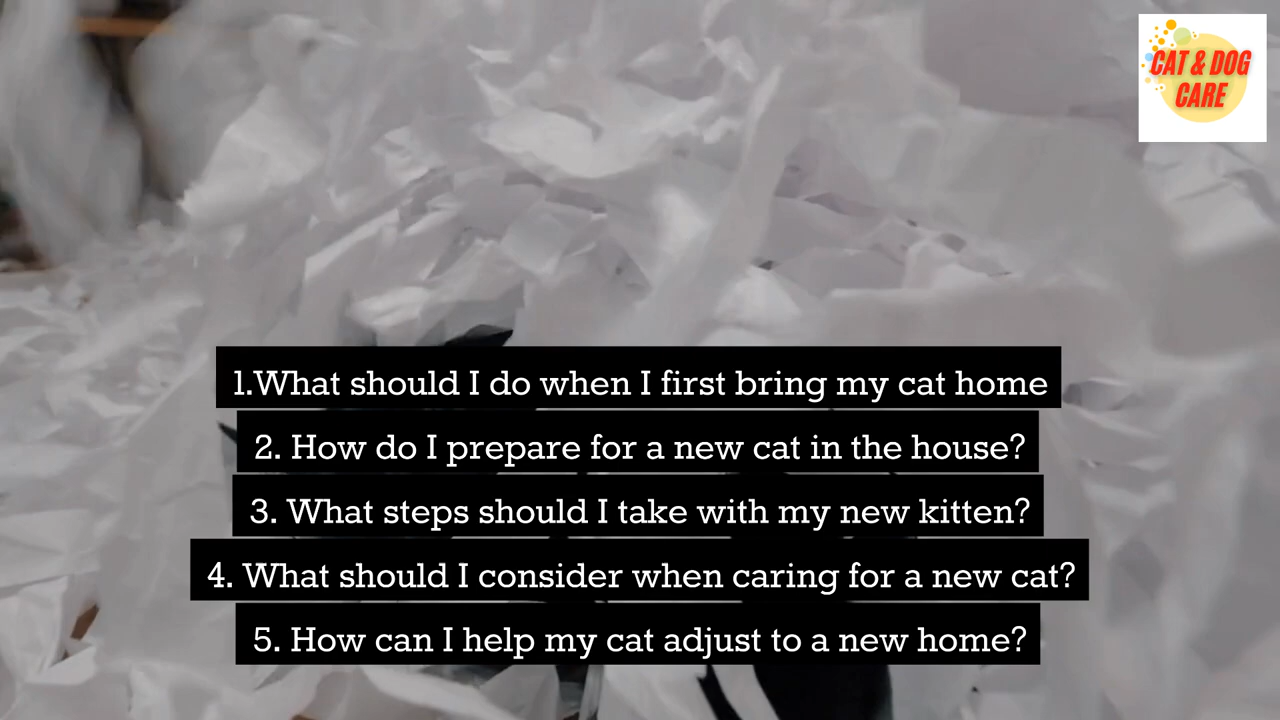 CAT & DOG
CARE
1.What should I do when I first bring my cat home
2. How do I prepare for a new cat in the house?
3. What steps should I take with my new kitten?
4. What should I consider when caring for a new cat?
5. How can I help my cat adjust to a new home?